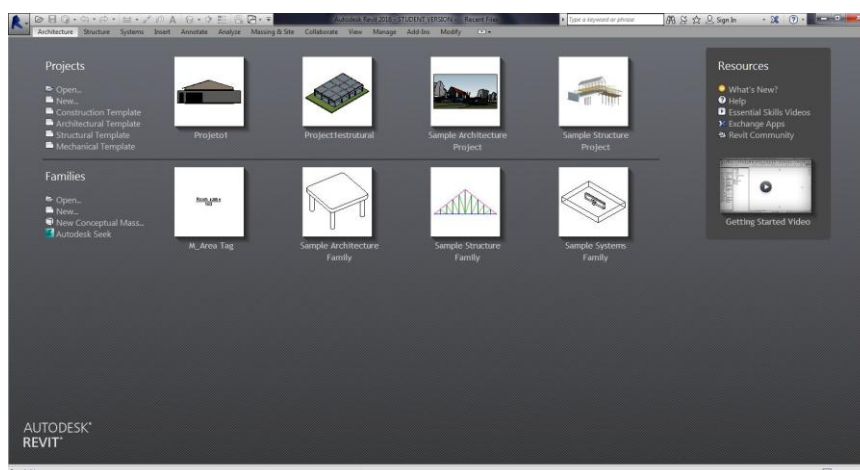 Autodesk Revit 2016 - STUDENT VERSION - Recent Files
Type a keyword or phrase
Sign In
Architecture Structure Systems Insert Annotate Analyze Massing & Site Collaborate View Manage Add-Ins Modify
Projects
Open...
New...
Construction Template
Architectural Template
Structural Template
Mechanical Template
Projeto1
Project1estrutural
Sample Architecture
Project
Sample Structure
Project
Families
Open...
New...
New Conceptual Mass...
Autodesk Seek
M_Area Tag
Sample Architecture
Family
Sample Structure
Family
Sample Systems
Family
Resources
What's New?
Help
Essential Skills Videos
Exchange Apps
Revit Community
Getting Started Video
AUTODESK®
REVIT®